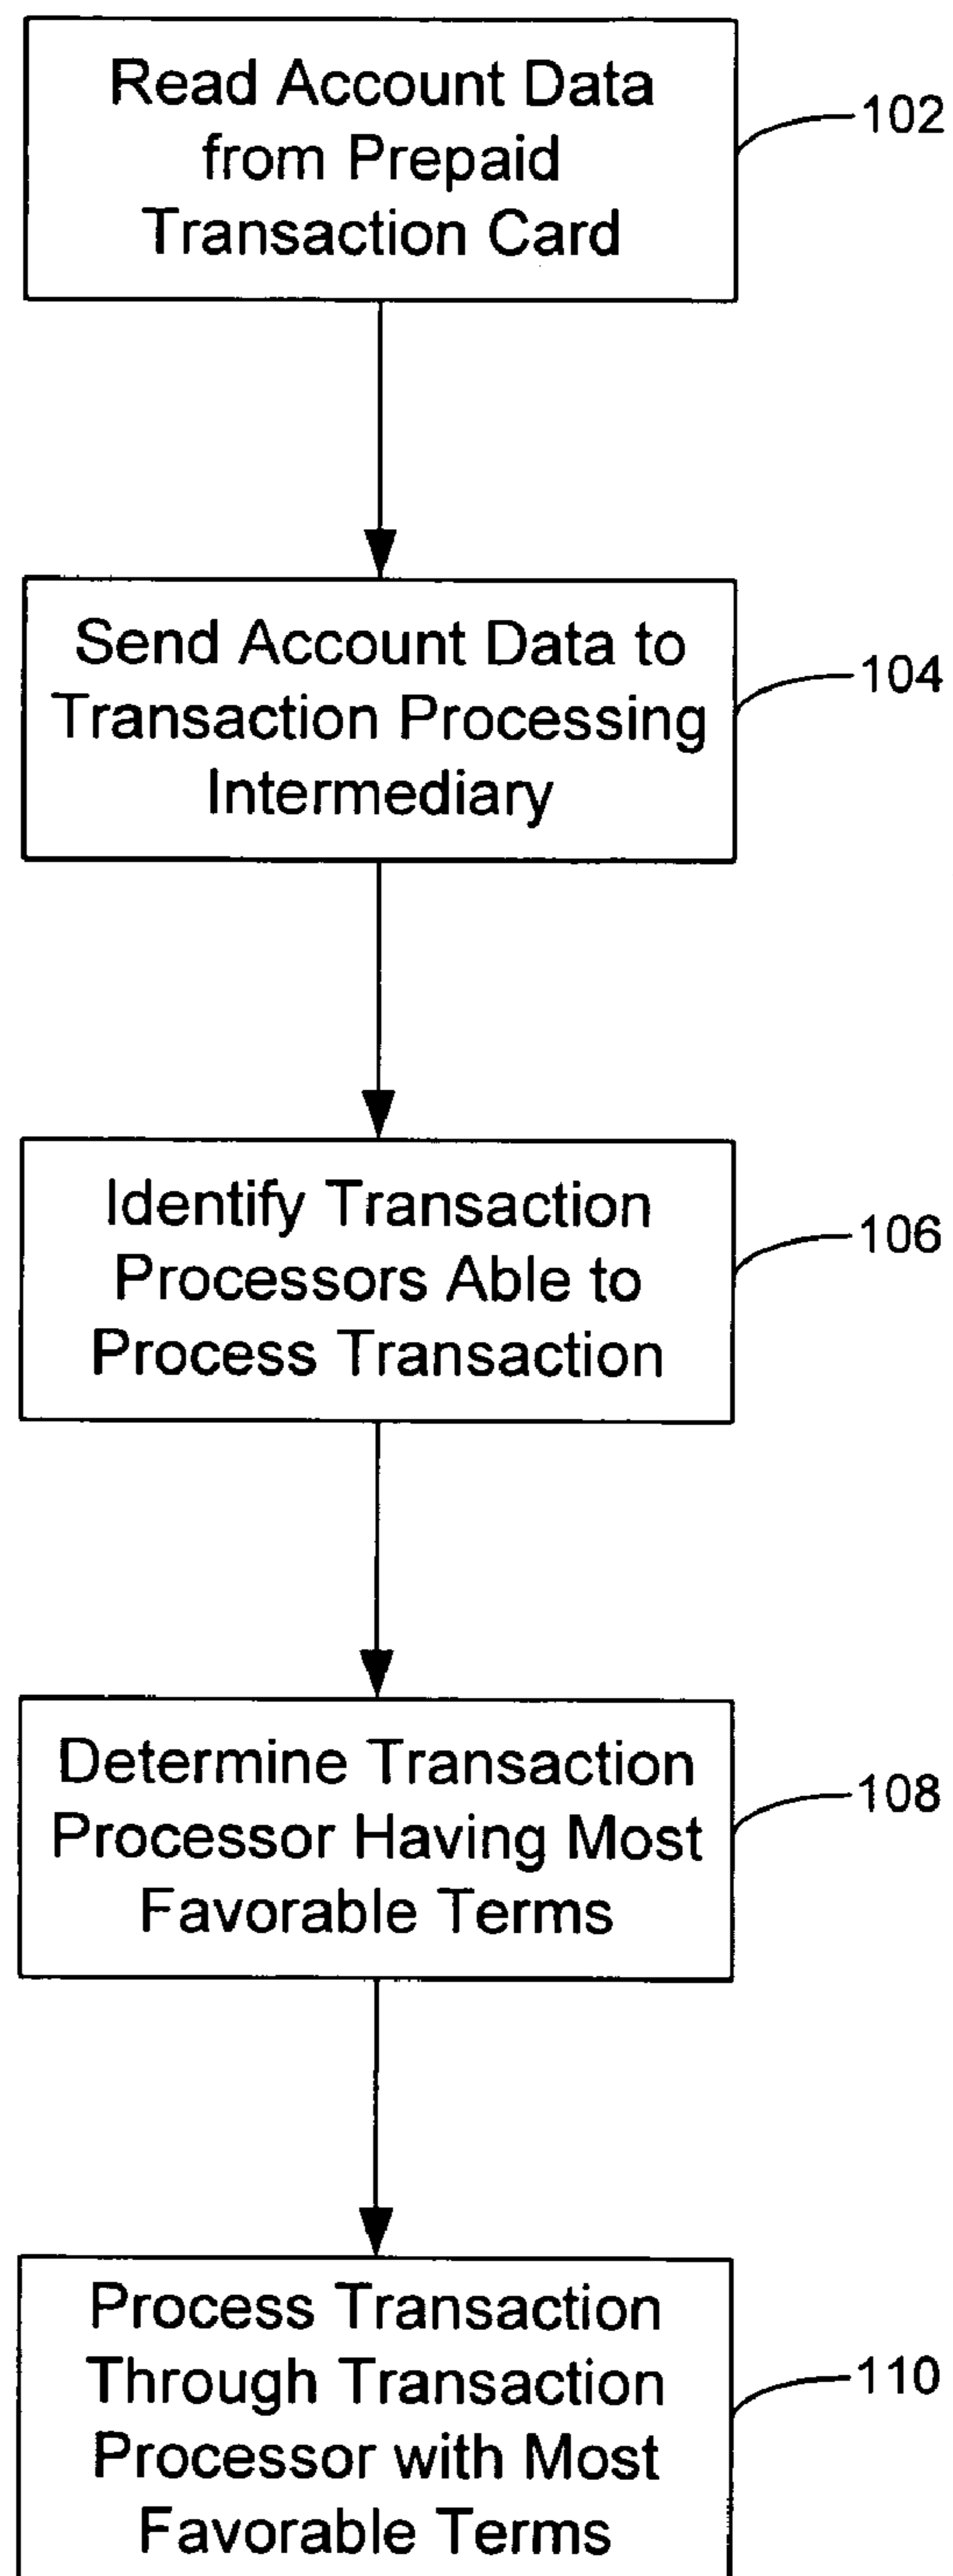 Read Account Data
from Prepaid
Transaction Card
102
Send Account Data to
Transaction Processing
Intermediary
104
Identify Transaction
Processors Able to
Process Transaction
106
Determine Transaction
Processor Having Most
Favorable Terms
108
Process Transaction
Through Transaction
Processor with Most
Favorable Terms
110